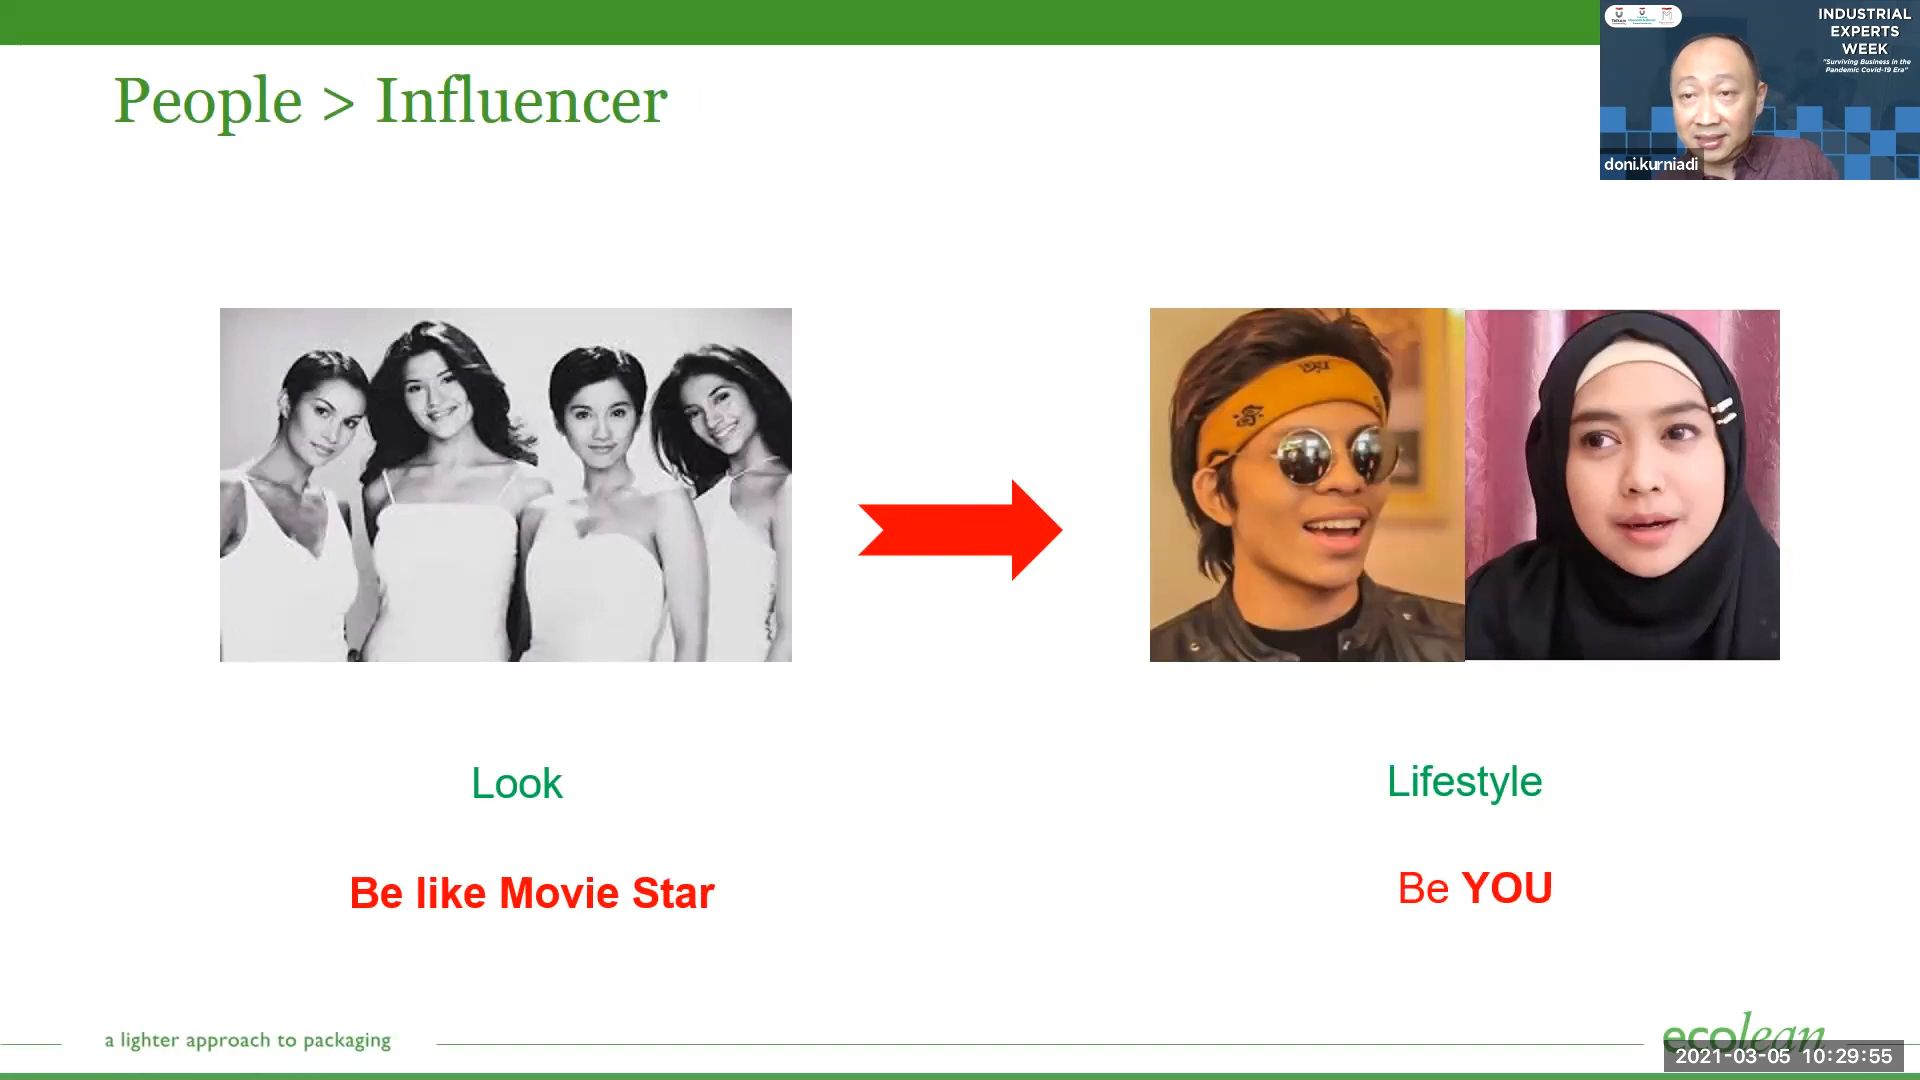 People > Influencer
INDUSTRIAL
EXPERTS
WEEK
"Surviving Business in the
Pandemic Covid-19 Era"
doni.kurniadi
Look
Lifestyle
Be like Movie Star
Be YOU
a lighter approach to packaging
ecolean
2021-03-05 10:29:55